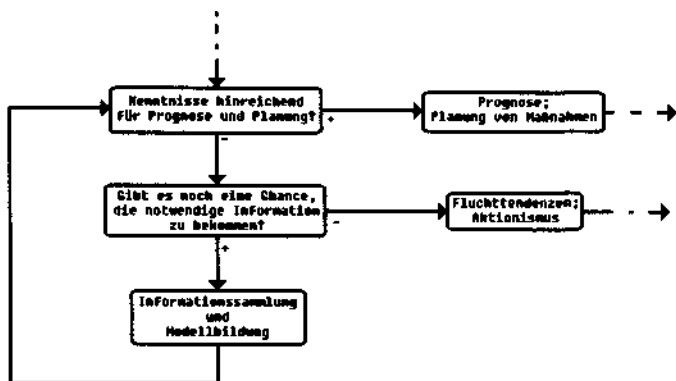 Kenntnisse hinreichend
für Prognose und Planung?
+
Prognose;
Planung von Maßnahmen
-
Gibt es noch eine Chance,
die notwendige Information
zu bekommen?
-
Fluchttendenzen;
Aktionismus
+
Informationssammlung
und
Modellbildung